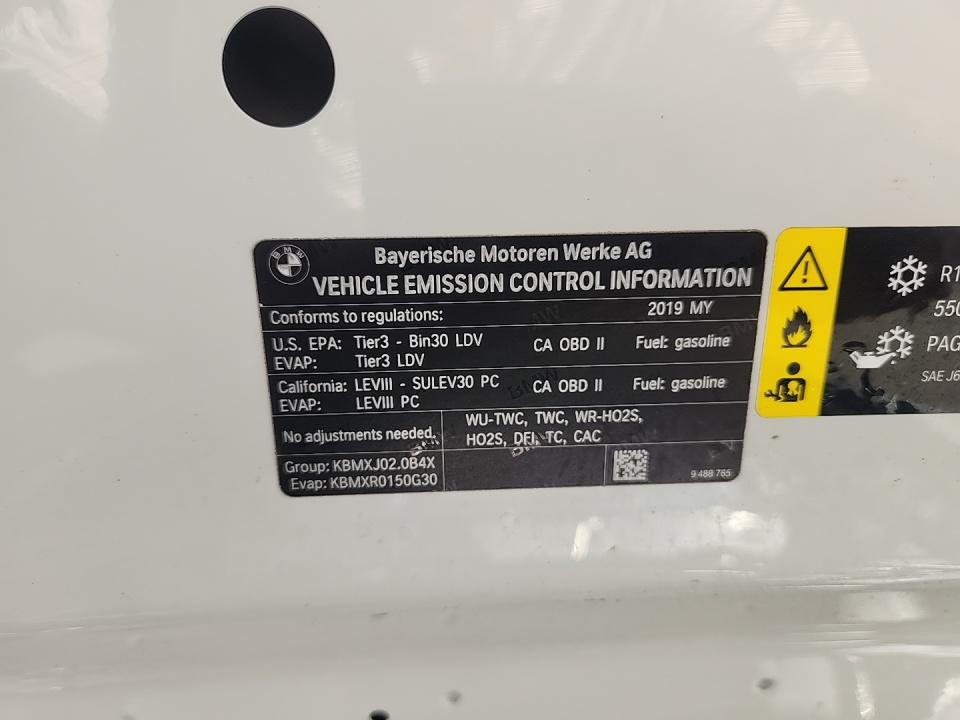 BMW
Bayerische Motoren Werke AG
VEHICLE EMISSION CONTROL INFORMATION
Conforms to regulations: 2019 MY
U.S. EPA: Tier3 - Bin30 LDV CA OBD II Fuel: gasoline
EVAP: Tier3 LDV
California: LEVIII - SULEV30 PC CA OBD II Fuel: gasoline
EVAP: LEVIII PC
No adjustments needed.
WU-TWC, TWC, WR-HO2S,
HO2S, DFI, TC, CAC
Group: KBMXJ02.0B4X
Evap: KBMXR0150G30
9 488 765
R1
550
PAG
SAE J6